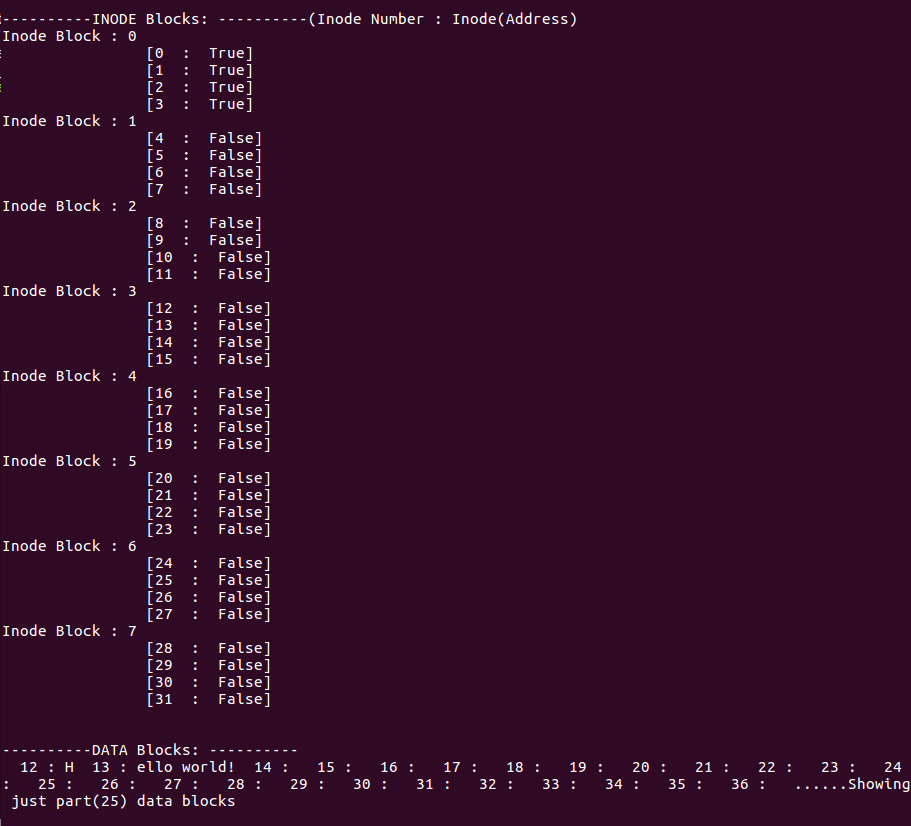 ----------INODE Blocks: ----------(Inode Number : Inode(Address)
Inode Block : 0
[0  :  True]
[1  :  True]
[2  :  True]
[3  :  True]
Inode Block : 1
[4  :  False]
[5  :  False]
[6  :  False]
[7  :  False]
Inode Block : 2
[8  :  False]
[9  :  False]
[10  :  False]
[11  :  False]
Inode Block : 3
[12  :  False]
[13  :  False]
[14  :  False]
[15  :  False]
Inode Block : 4
[16  :  False]
[17  :  False]
[18  :  False]
[19  :  False]
Inode Block : 5
[20  :  False]
[21  :  False]
[22  :  False]
[23  :  False]
Inode Block : 6
[24  :  False]
[25  :  False]
[26  :  False]
[27  :  False]
Inode Block : 7
[28  :  False]
[29  :  False]
[30  :  False]
[31  :  False]
----------DATA Blocks: ----------
12 : H  13 : ello world!  14 :   15 :   16 :   17 :   18 :   19 :   20 :   21 :   22 :   23 :   24
:   25 :   26 :   27 :   28 :   29 :   30 :   31 :   32 :   33 :   34 :   35 :   36 :   ......Showing
just part(25) data blocks